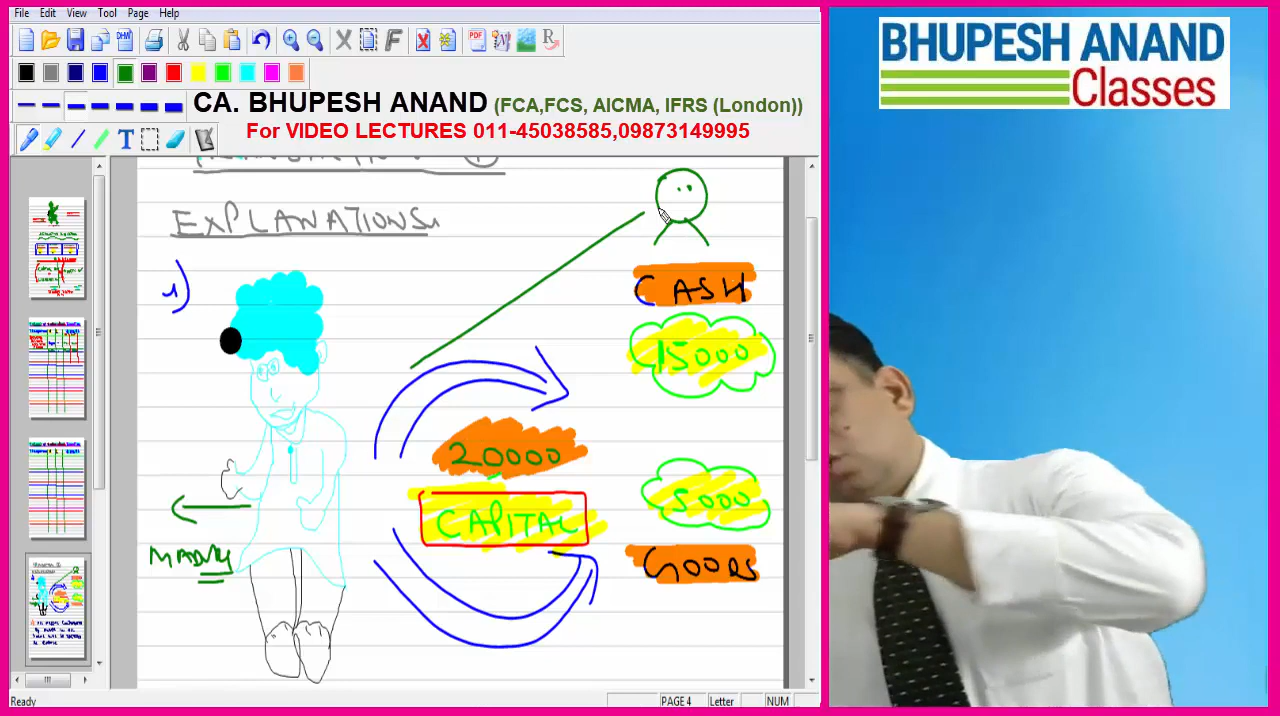 File Edit View Tool Page Help
BHUPESH ANAND
Classes
CA. BHUPESH ANAND (FCA,FCS, AICMA, IFRS (London))
For VIDEO LECTURES 011-45038585,09873149995
EXPLANATIONS
1)
CASH
15000
20000
CAPITAL
5000
GOODS
Ready PAGE 4 Letter NUM